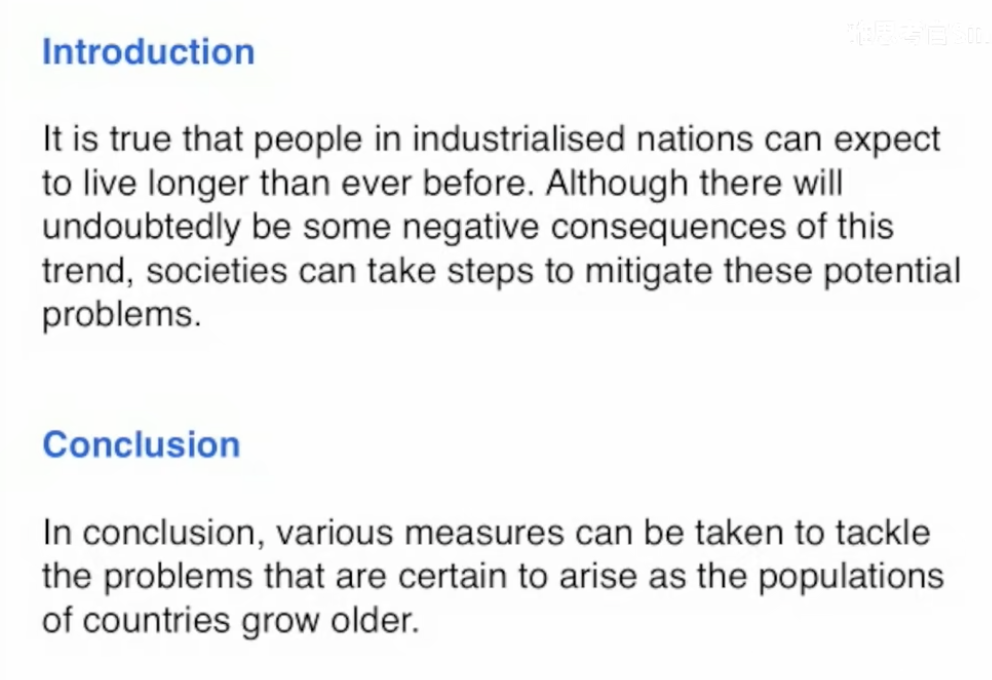 Introduction
It is true that people in industrialised nations can expect
to live longer than ever before. Although there will
undoubtedly be some negative consequences of this
trend, societies can take steps to mitigate these potential
problems.
Conclusion
In conclusion, various measures can be taken to tackle
the problems that are certain to arise as the populations
of countries grow older.